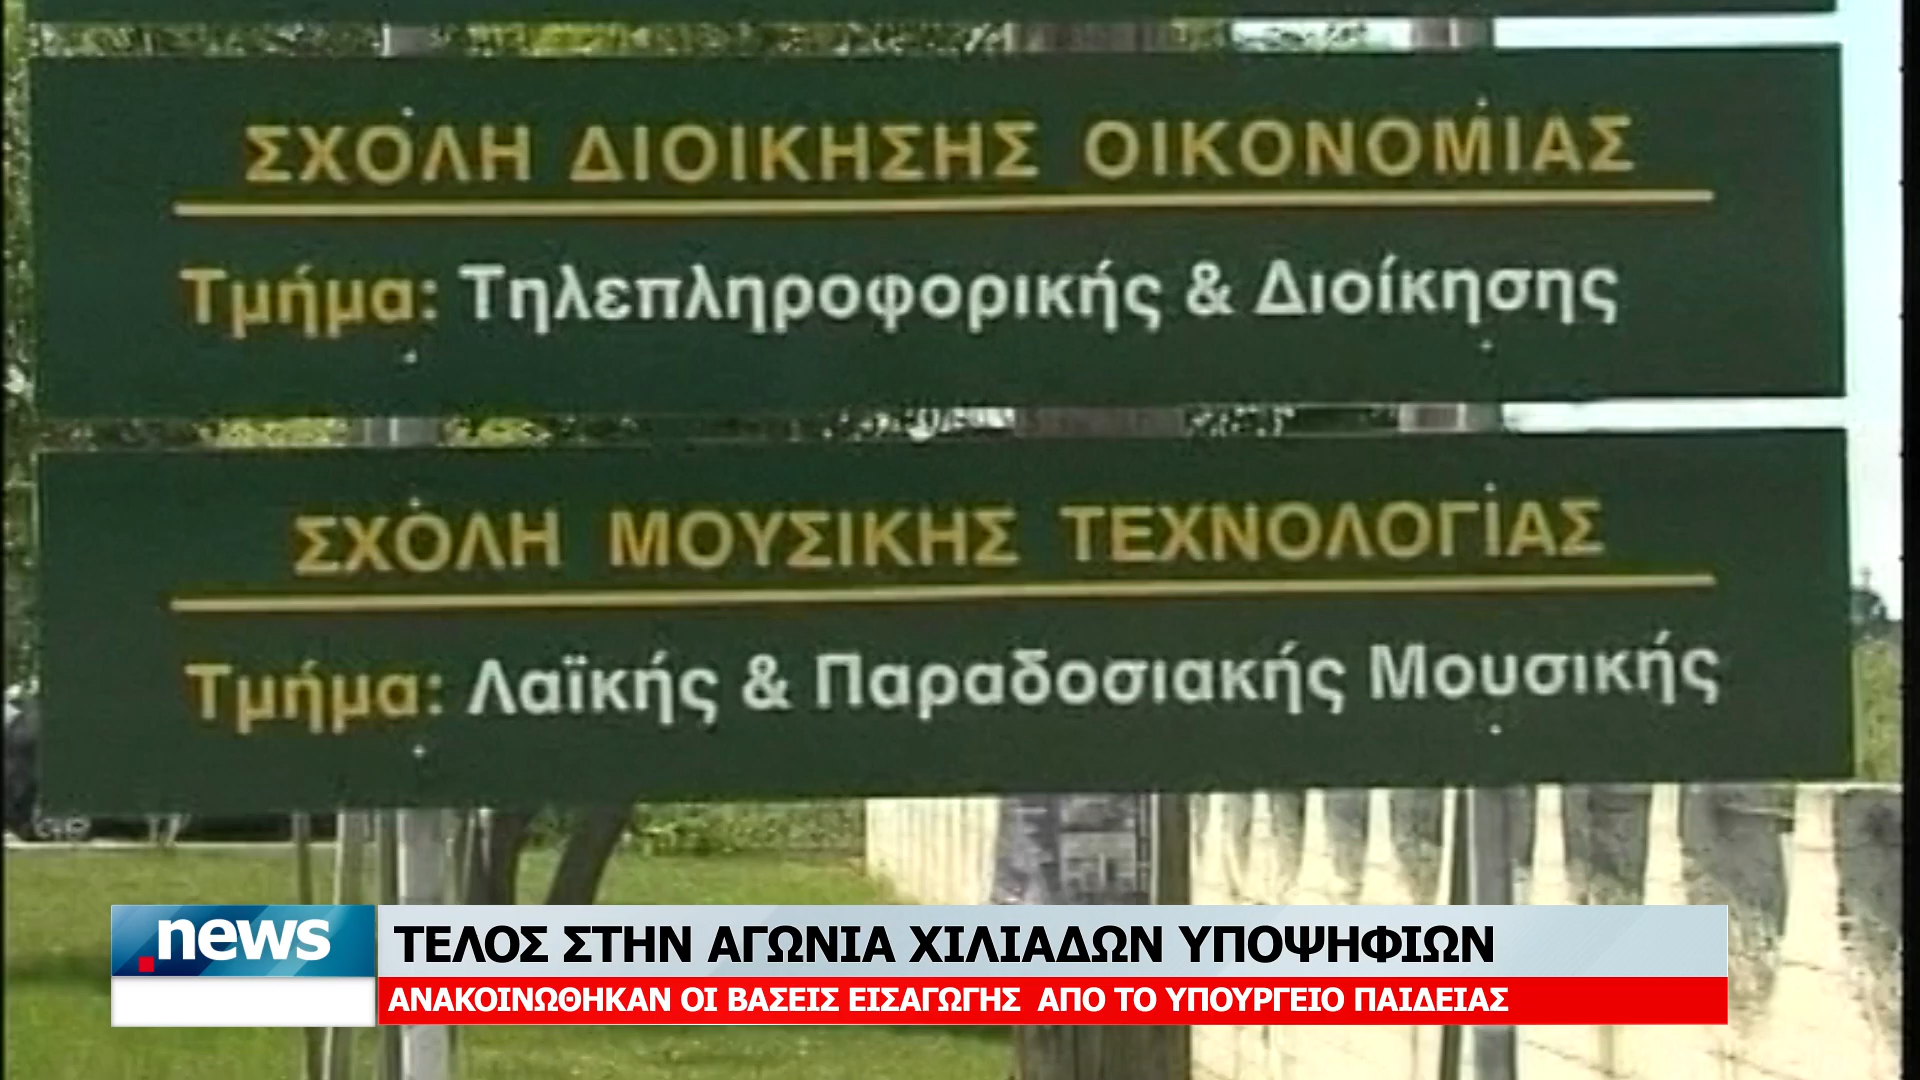 ΣΧΟΛΗ ΔΙΟΙΚΗΣΗΣ ΟΙΚΟΝΟΜΙΑΣ
Τμήμα: Τηλεπληροφορικής & Διοίκησης
ΣΧΟΛΗ ΜΟΥΣΙΚΗΣ ΤΕΧΝΟΛΟΓΙΑΣ
Τμήμα: Λαϊκής & Παραδοσιακής Μουσικής
.news
ΤΕΛΟΣ ΣΤΗΝ ΑΓΩΝΙΑ ΧΙΛΙΑΔΩΝ ΥΠΟΨΗΦΙΩΝ
ΑΝΑΚΟΙΝΩΘΗΚΑΝ ΟΙ ΒΑΣΕΙΣ ΕΙΣΑΓΩΓΗΣ ΑΠΟ ΤΟ ΥΠΟΥΡΓΕΙΟ ΠΑΙΔΕΙΑΣ